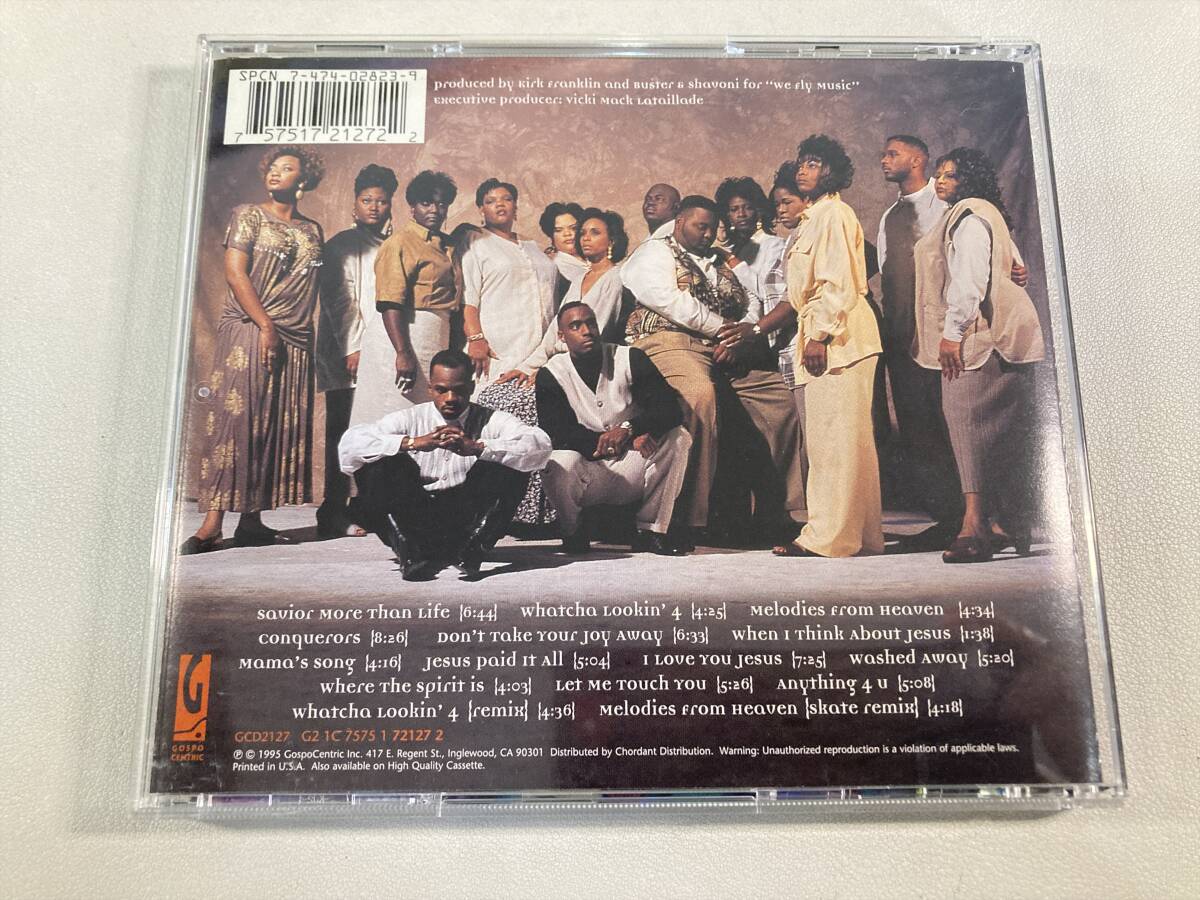 SPCN 7-474-02823-9
7 57517 21272 2
Produced by Kirk Franklin and Buster & Shavoni for "We Fly Music"
Executive Producer: Vicki Mack Lataillade
Savior More Than Life [6:44] Whatcha Lookin' 4 [4:25] Melodies from Heaven [4:34]
Conquerors [8:26] Don't Take Your Joy Away [6:33] When I Think About Jesus [1:38]
Mama's Song [4:16] Jesus Paid It All [5:04] I Love You Jesus [7:25] Washed Away [5:20]
Where The Spirit Is [4:03] Let Me Touch You [5:26] Anything 4 U [5:08]
Whatcha Lookin' 4 [Remix] [4:36] Melodies from Heaven [Skate Remix] [4:18]
GOSPO
CENTRIC
GCD2127 G2 1C 7575 1 72127 2
℗ © 1995 GospoCentric Inc. 417 E. Regent St., Inglewood, CA 90301 Distributed by Chordant Distribution. Warning: Unauthorized reproduction is a violation of applicable laws.
Printed in U.S.A. Also available on High Quality Cassette.